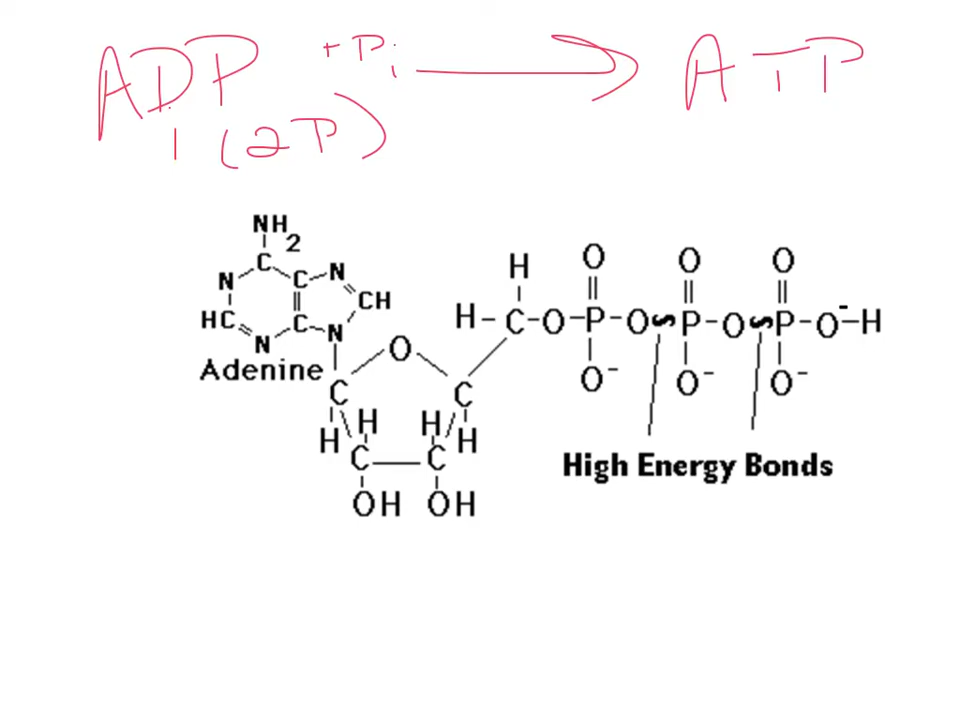 ADP +Pi → ATP
(2P)
NH2
C
N C N
HC C CH
N N
Adenine
O
C C
H H H H
C C
OH OH
H O O O
H-C-O-P-O~P-O~P-O⁻-H
O⁻ O⁻ O⁻
High Energy Bonds